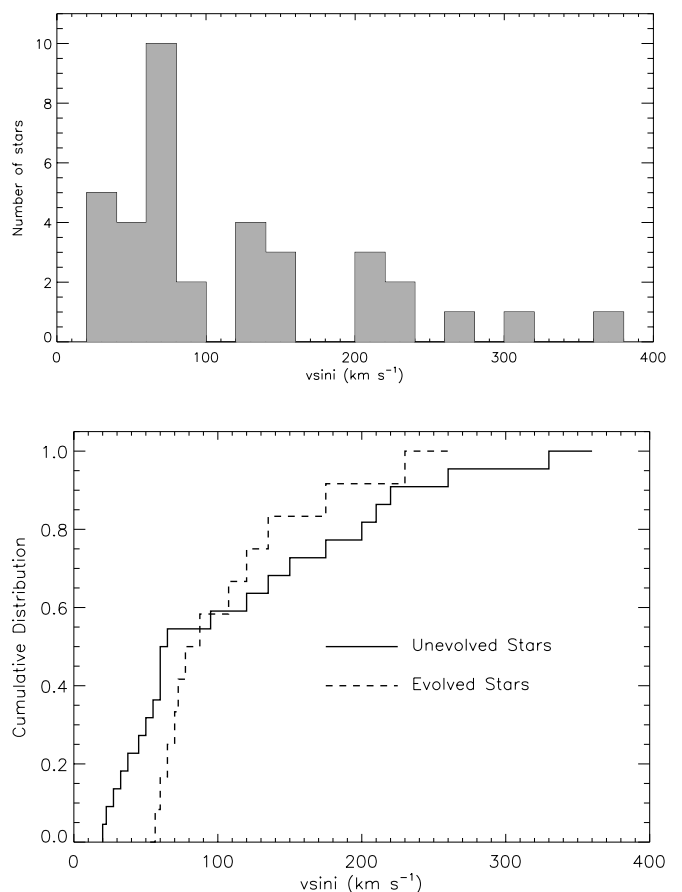 10
8
6
4
2
0
Number of stars
0 100 200 300 400
vsini (km s⁻¹)
1.0
0.8
0.6
0.4
0.2
0.0
Cumulative Distribution
Unevolved Stars
Evolved Stars
0 100 200 300 400
vsini (km s⁻¹)